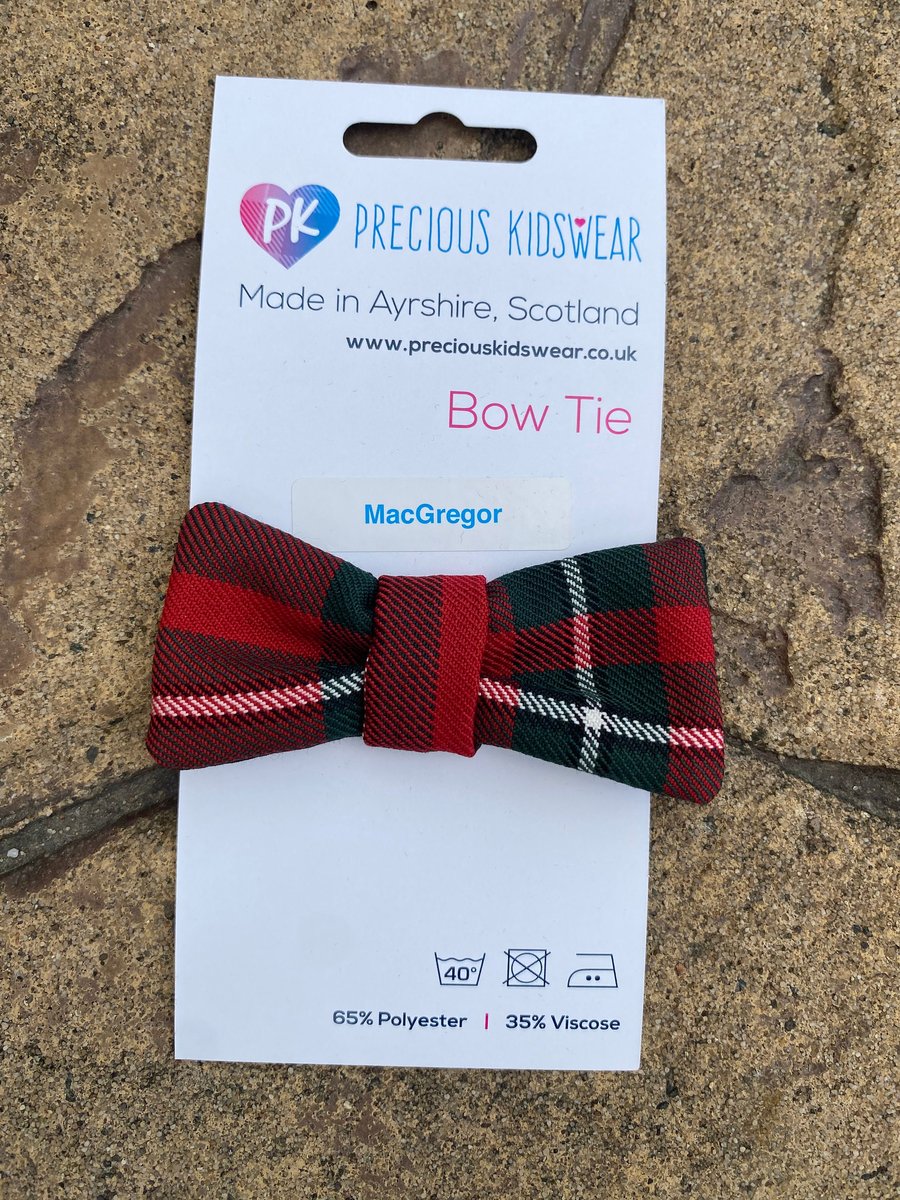 PK PRECIOUS KIDSWEAR
Made in Ayrshire, Scotland
www.preciouskidswear.co.uk
Bow Tie
MacGregor
40°
65% Polyester | 35% Viscose